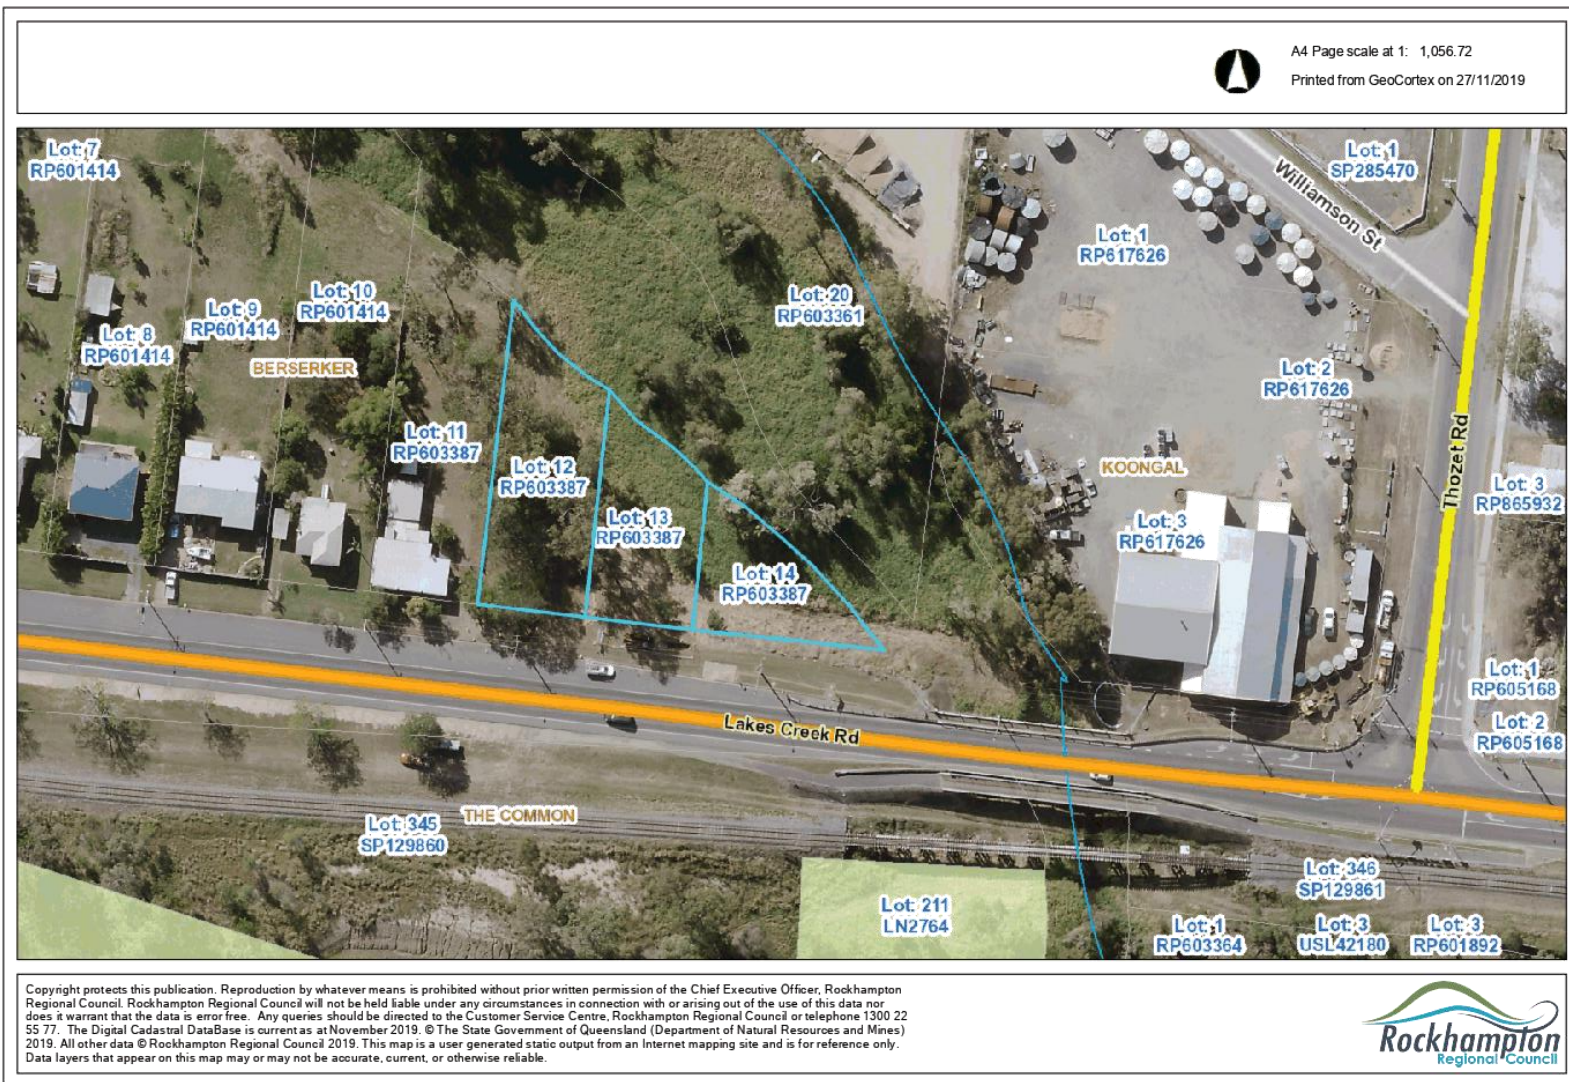 A4 Page scale at 1: 1,056.72
Printed from GeoCortex on 27/11/2019
Lot: 7
RP601414
Lot: 1
SP285470
Williamson St
Lot: 1
RP617626
Lot: 10
RP601414
Lot: 9
RP601414
Lot: 20
RP603361
Lot: 8
RP601414
BERSERKER
Lot: 2
RP617626
Lot: 11
RP603387
Thozet Rd
Lot: 12
RP603387
KOONGAL
Lot: 3
RP865932
Lot: 13
RP603387
Lot: 3
RP617626
Lot: 14
RP603387
Lot: 1
RP605168
Lot: 2
RP605168
Lakes Creek Rd
THE COMMON
Lot: 345
SP129860
Lot: 346
SP129861
Lot: 211
LN2764
Lot: 1
RP603364
Lot: 3
USL42180
Lot: 3
RP601892
Copyright protects this publication. Reproduction by whatever means is prohibited without prior written permission of the Chief Executive Officer, Rockhampton
Regional Council. Rockhampton Regional Council will not be held liable under any circumstances in connection with or arising out of the use of this data nor
does it warrant that the data is error free. Any queries should be directed to the Customer Service Centre, Rockhampton Regional Council or telephone 1300 22
55 77. The Digital Cadastral DataBase is current as at November 2019. © The State Government of Queensland (Department of Natural Resources and Mines)
2019. All other data © Rockhampton Regional Council 2019. This map is a user generated static output from an Internet mapping site and is for reference only.
Data layers that appear on this map may or may not be accurate, current, or otherwise reliable.
Rockhampton
Regional Council